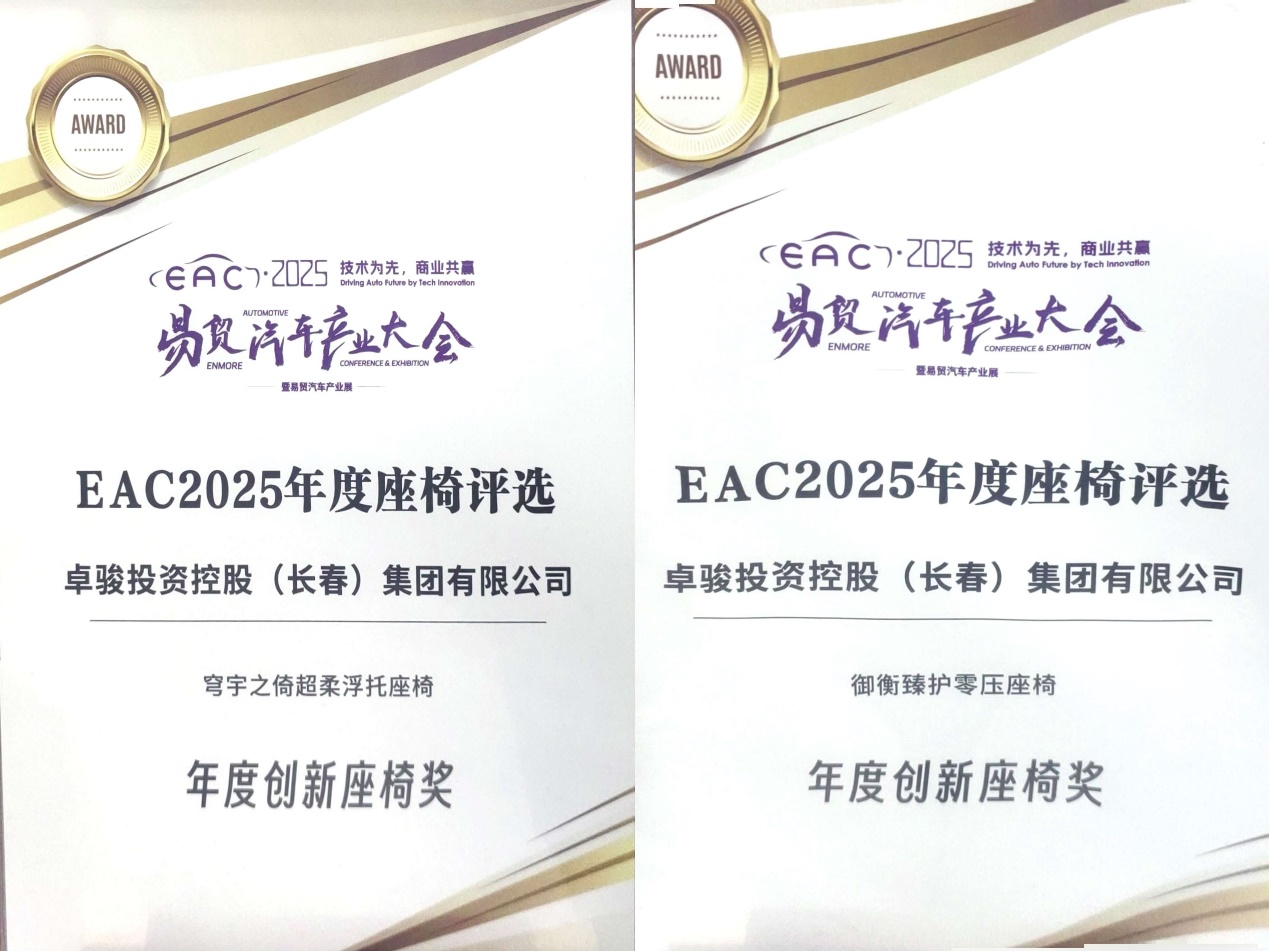 AWARD
EAC·2025
技术为先，商业共赢
Driving Auto Future by Tech Innovation
AUTOMOTIVE
易贸汽车产业大会
ENMORE
CONFERENCE & EXHIBITION
暨易贸汽车产业展
EAC2025年度座椅评选
卓骏投资控股（长春）集团有限公司
穹宇之倚超柔浮托座椅
年度创新座椅奖
AWARD
EAC·2025
技术为先，商业共赢
Driving Auto Future by Tech Innovation
AUTOMOTIVE
易贸汽车产业大会
ENMORE
CONFERENCE & EXHIBITION
暨易贸汽车产业展
EAC2025年度座椅评选
卓骏投资控股（长春）集团有限公司
御衡臻护零压座椅
年度创新座椅奖